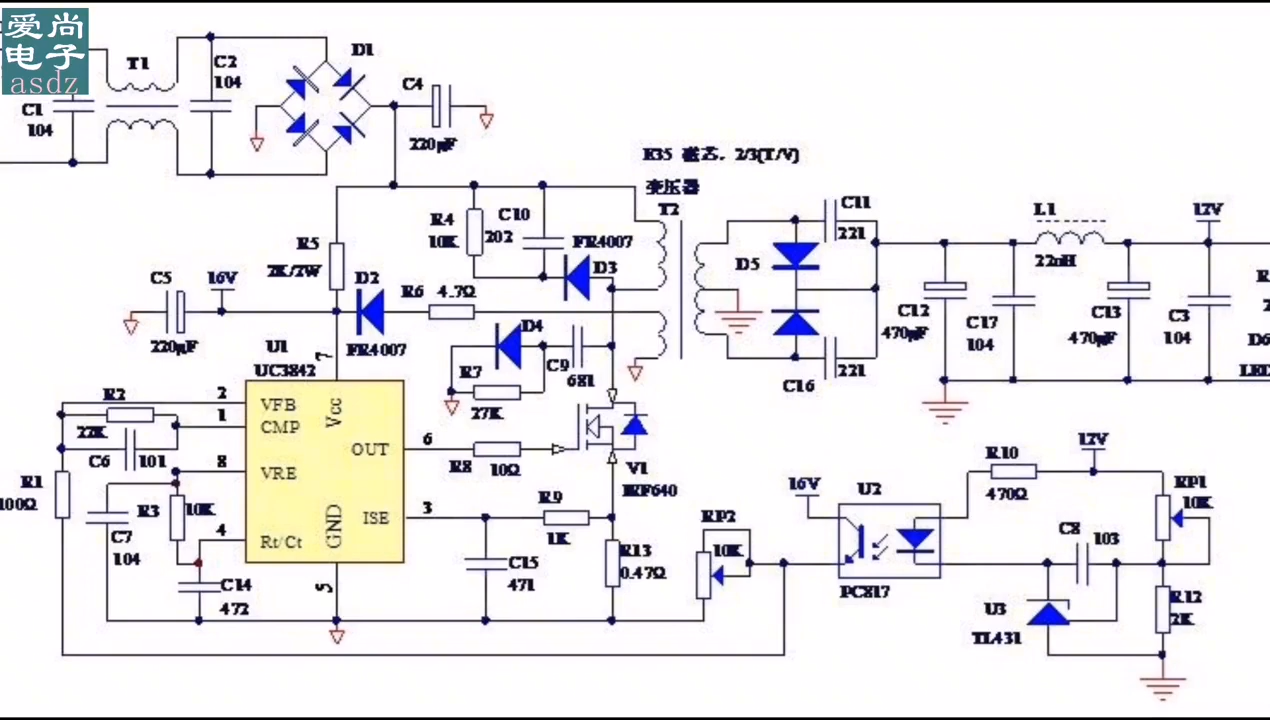 爱尚
电子
asdz
T1
C2
104
D1
C4
220μF
C1
104
E35 磁芯，2/3(T/V)
变压器
T2
R4
10K
C10
202
FR4007
D3
R5
2K/2W
C5
16V
220μF
D2
FR4007
R6 4.7Ω
D5
C11
221
C16
221
C12
470μF
C17
104
L1
22nH
C13
470μF
C3
104
12V
D6
LED
U1
UC3842
7
D4
C9
681
R7
27K
2 VFB
1 CMP
8 VRE
4 Rt/Ct
Vcc
GND
OUT 6
ISE 3
5
R2
22K
C6 101
R1
100Ω
R3 10K
C7
104
C14
472
R8 10Ω
V1
IRF640
R9
1K
C15
471
R13
0.47Ω
RP2
10K
16V
U2
PC817
R10
470Ω
12V
RP1
10K
C8 103
U3
TL431
R12
2K